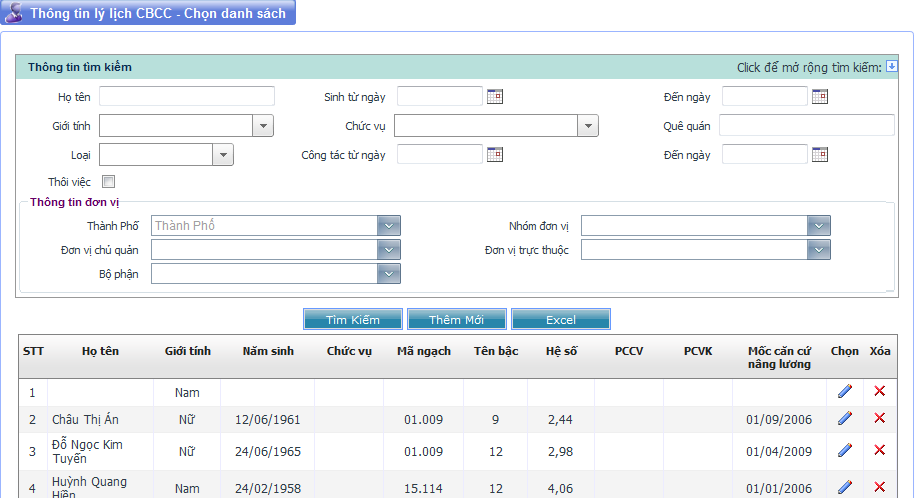 Thông tin lý lịch CBCC - Chọn danh sách
Thông tin tìm kiếm Click để mở rộng tìm kiếm:
Họ tên Sinh từ ngày Đến ngày
Giới tính Chức vụ Quê quán
Loại Công tác từ ngày Đến ngày
Thôi việc
Thông tin đơn vị
Thành Phố Thành Phố Nhóm đơn vị
Đơn vị chủ quản Đơn vị trực thuộc
Bộ phận
Tìm Kiếm Thêm Mới Excel
STT Họ tên Giới tính Năm sinh Chức vụ Mã ngạch Tên bậc Hệ số PCCV PCVK Mốc căn cứ nâng lương Chọn Xóa
1 Nam
2 Châu Thị Án Nữ 12/06/1961 01.009 9 2,44 01/09/2006
3 Đỗ Ngọc Kim Tuyến Nữ 24/06/1965 01.009 12 2,98 01/04/2009
4 Huỳnh Quang Hiền Nam 24/02/1958 15.114 12 4,06 01/01/2006